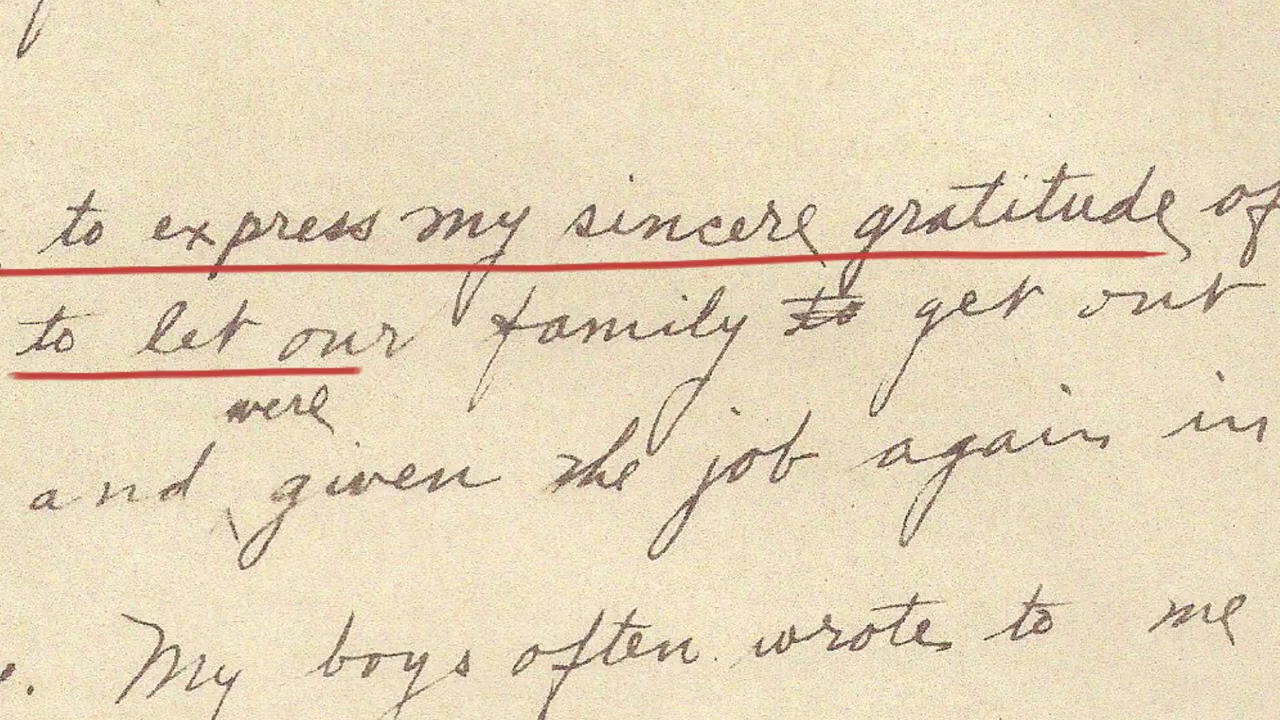 to express my sincere gratitude of
to let our family to get out
were
and given the job again in
My boys often wrote to me